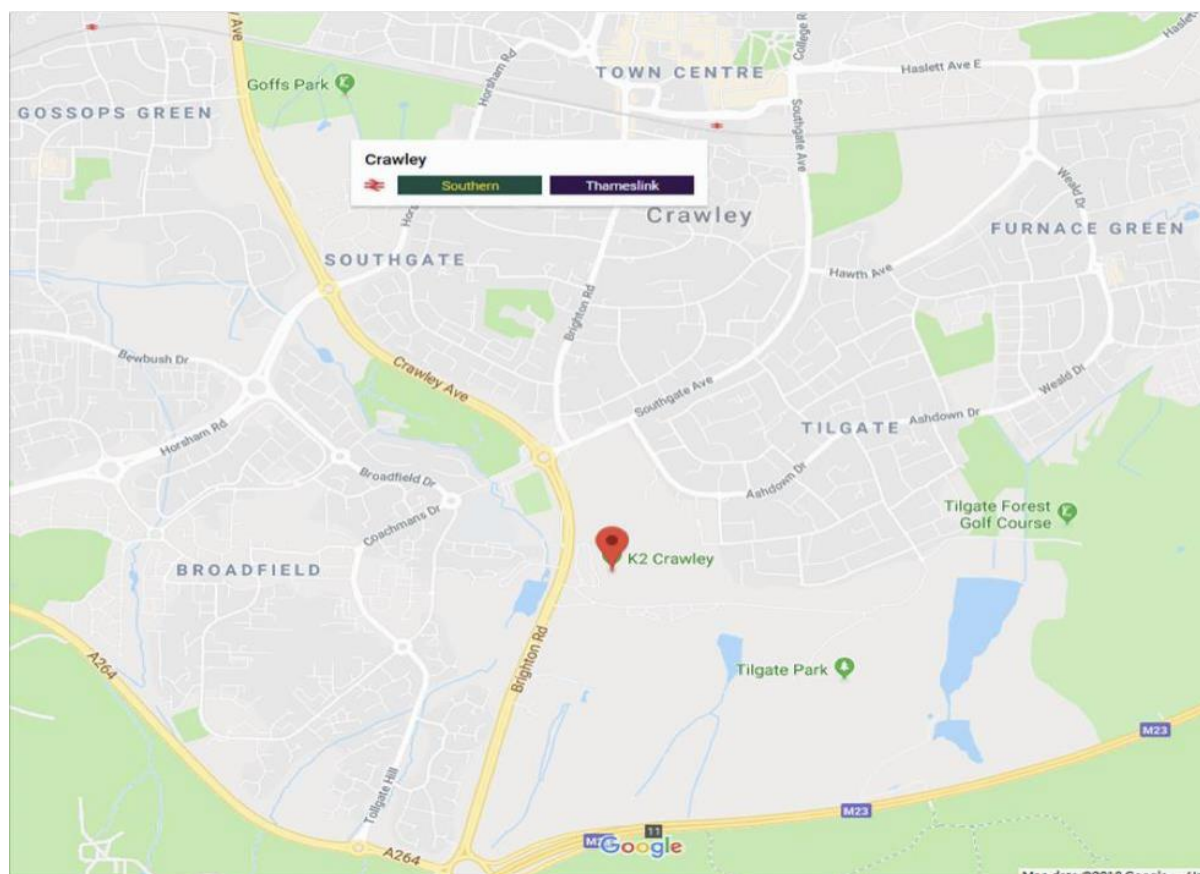 y Ave
College R
Haslett
Goffs Park
Horsham Rd
TOWN CENTRE
Haslett Ave E
GOSSOPS GREEN
Southgate Ave
Crawley
Southern
Thameslink
Weald Dr
Hors
Crawley
FURNACE GREEN
SOUTHGATE
Hawth Ave
Brighton Rd
Bewbush Dr
Crawley Ave
Southgate Ave
Weald Dr
Horsham Rd
TILGATE
Ashdown Dr
Broadfield Dr
Ashdown Dr
Coachmans Dr
Tilgate Forest
Golf Course
K2 Crawley
BROADFIELD
Brighton Rd
A264
Tilgate Park
M23
Tollgate Hill
M23
11
Google
A264